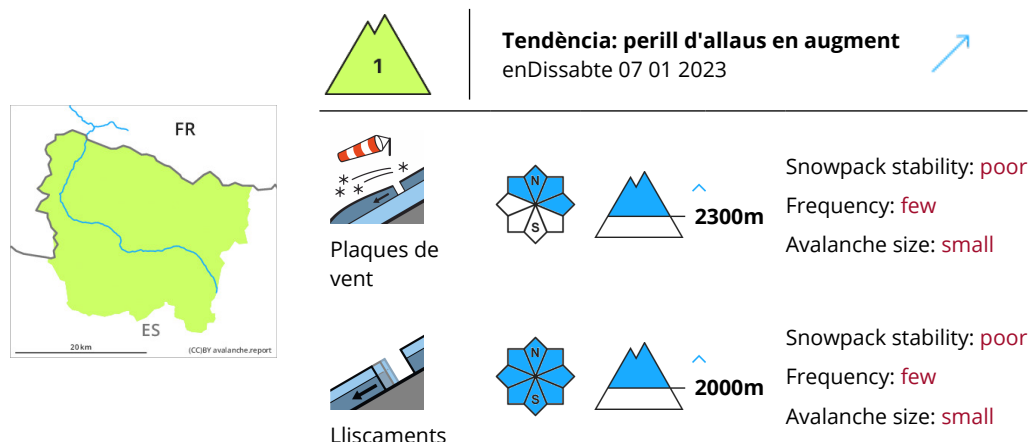 1
Tendència: perill d'allaus en augment
enDissabte 07 01 2023
FR
ES
20 km
(CC)BY avalanche.report
Plaques de
vent
N
S
2300m
Snowpack stability: poor
Frequency: few
Avalanche size: small
Lliscaments
N
S
2000m
Snowpack stability: poor
Frequency: few
Avalanche size: small